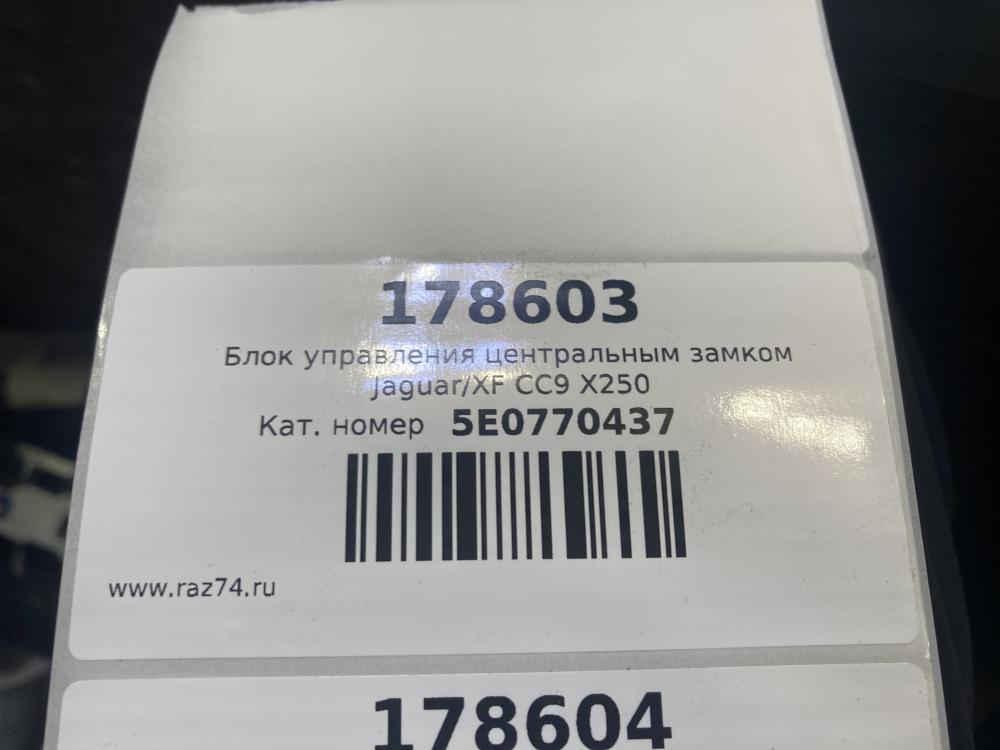 178603
Блок управления центральным замком
Jaguar/XF CC9 X250
Кат. номер 5E0770437
www.raz74.ru
178604